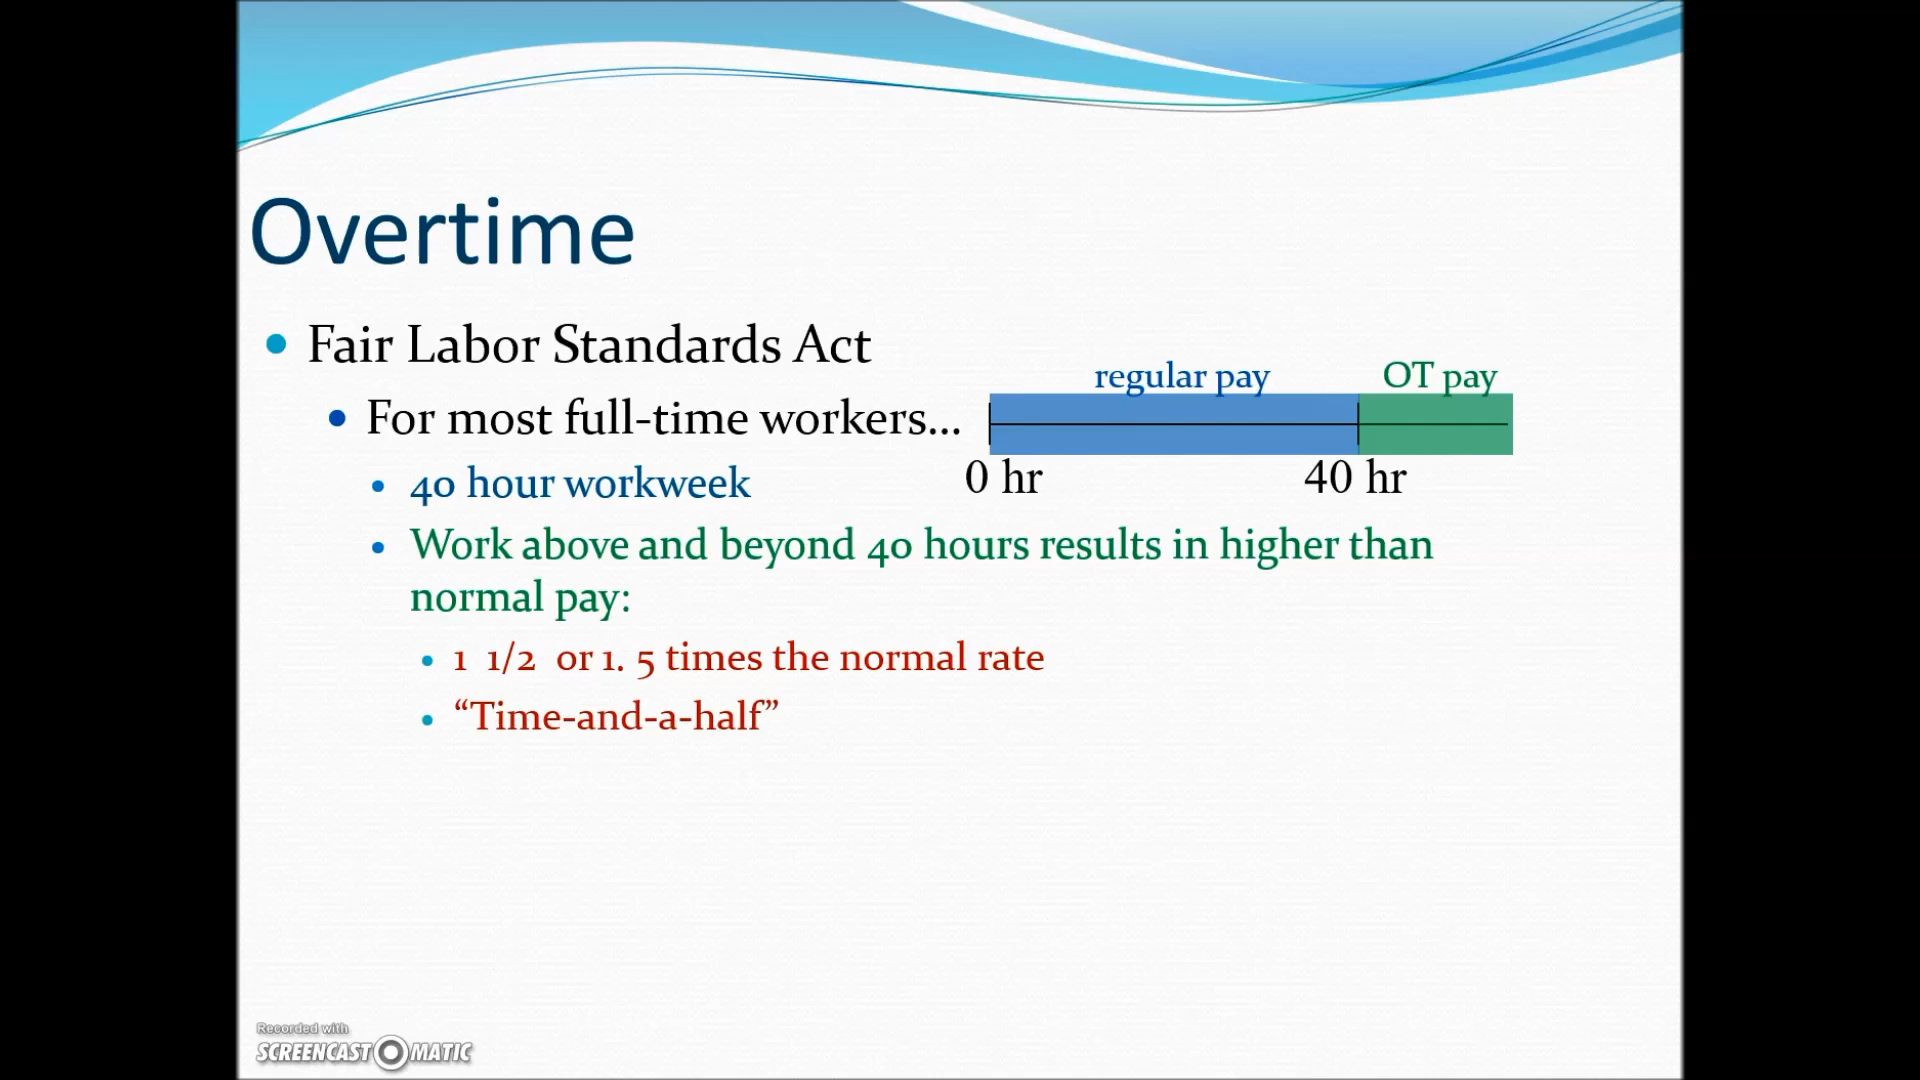 Overtime
Fair Labor Standards Act
regular pay
OT pay
For most full-time workers...
0 hr
40 hr
40 hour workweek
Work above and beyond 40 hours results in higher than
normal pay:
1 1/2 or 1. 5 times the normal rate
“Time-and-a-half”
Recorded with
SCREENCAST-O-MATIC